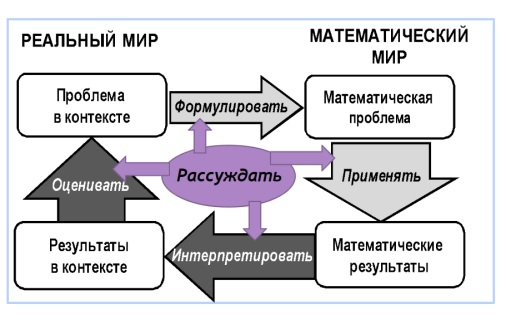 РЕАЛЬНЫЙ МИР
МАТЕМАТИЧЕСКИЙ
МИР
Проблема
в контексте
Формулировать
Математическая
проблема
Оценивать
Рассуждать
Применять
Результаты
в контексте
Интерпретировать
Математические
результаты